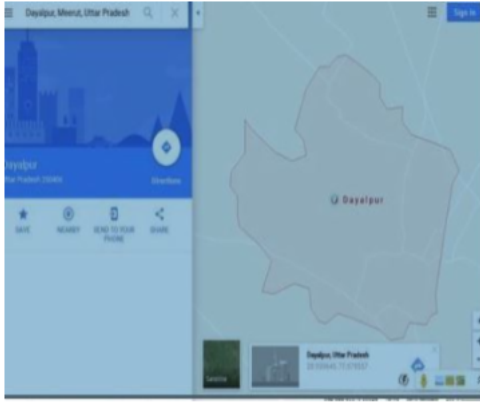 Dayalpur, Meerut, Uttar Pradesh
Sign in
Dayalpur
Uttar Pradesh
Directions
SAVE
NEARBY
SEND TO YOUR PHONE
SHARE
Dayalpur
Dayalpur, Uttar Pradesh